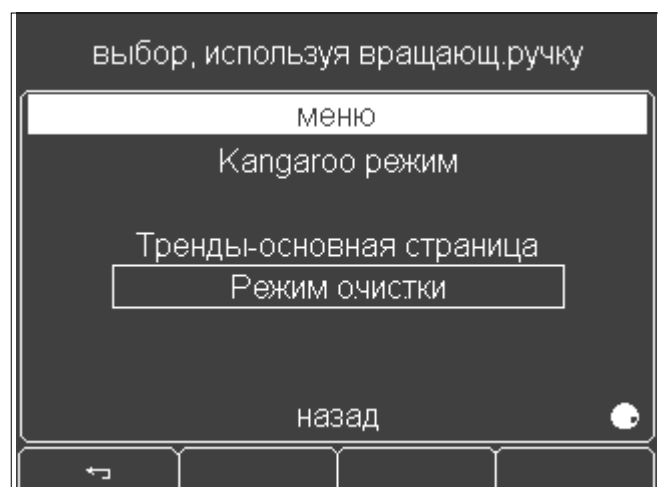 выбор, используя вращающ.ручку
меню
Kangaroo режим
Тренды-основная страница
Режим очистки
назад